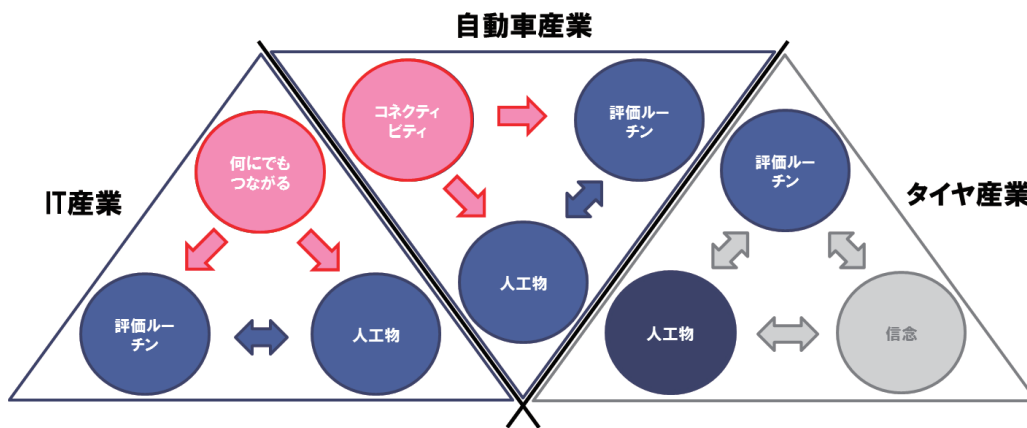 自動車産業
コネクティ
ビティ
評価ルー
チン
人工物
IT産業
何にでも
つながる
評価ルー
チン
人工物
タイヤ産業
評価ルー
チン
人工物
信念